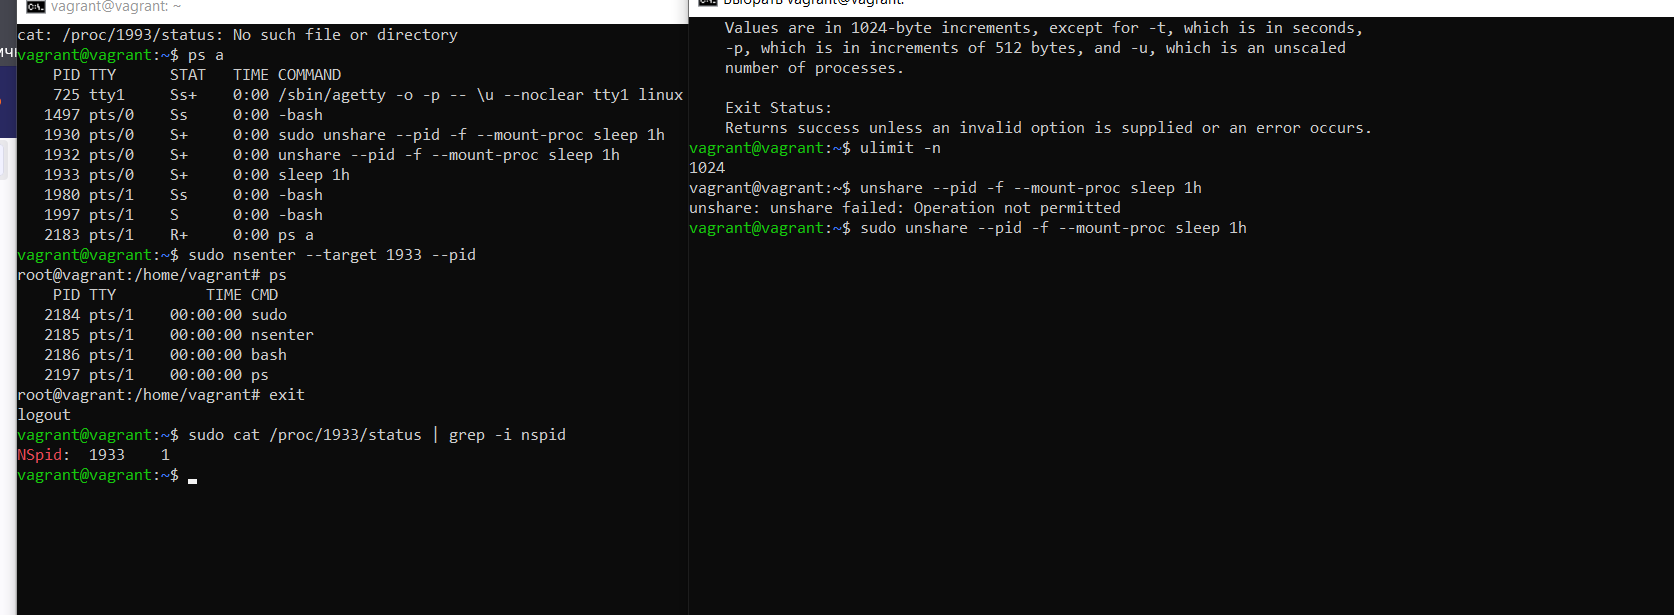 vagrant@vagrant: ~
cat: /proc/1993/status: No such file or directory
vagrant@vagrant:~$ ps a
    PID TTY      STAT   TIME COMMAND
    725 tty1     Ss+    0:00 /sbin/agetty -o -p -- \u --noclear tty1 linux
   1497 pts/0    Ss     0:00 -bash
   1930 pts/0    S+     0:00 sudo unshare --pid -f --mount-proc sleep 1h
   1932 pts/0    S+     0:00 unshare --pid -f --mount-proc sleep 1h
   1933 pts/0    S+     0:00 sleep 1h
   1980 pts/1    Ss     0:00 -bash
   1997 pts/1    S      0:00 -bash
   2183 pts/1    R+     0:00 ps a
vagrant@vagrant:~$ sudo nsenter --target 1933 --pid
root@vagrant:/home/vagrant# ps
    PID TTY          TIME CMD
   2184 pts/1    00:00:00 sudo
   2185 pts/1    00:00:00 nsenter
   2186 pts/1    00:00:00 bash
   2197 pts/1    00:00:00 ps
root@vagrant:/home/vagrant# exit
logout
vagrant@vagrant:~$ sudo cat /proc/1933/status | grep -i nspid
NSpid:  1933    1
vagrant@vagrant:~$
Выбрать vagrant@vagrant:
    Values are in 1024-byte increments, except for -t, which is in seconds,
    -p, which is in increments of 512 bytes, and -u, which is an unscaled
    number of processes.
    Exit Status:
    Returns success unless an invalid option is supplied or an error occurs.
vagrant@vagrant:~$ ulimit -n
1024
vagrant@vagrant:~$ unshare --pid -f --mount-proc sleep 1h
unshare: unshare failed: Operation not permitted
vagrant@vagrant:~$ sudo unshare --pid -f --mount-proc sleep 1h